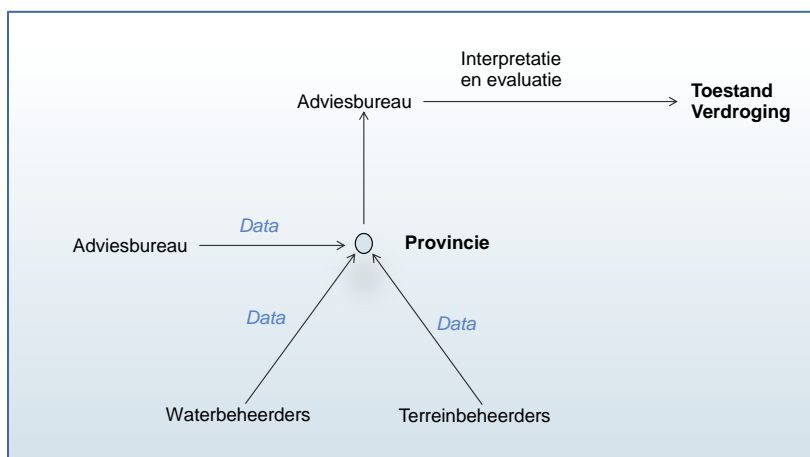 Interpretatie
en evaluatie
Adviesbureau
Toestand
Verdroging
Data
Adviesbureau
Provincie
Data
Data
Waterbeheerders
Terreinbeheerders